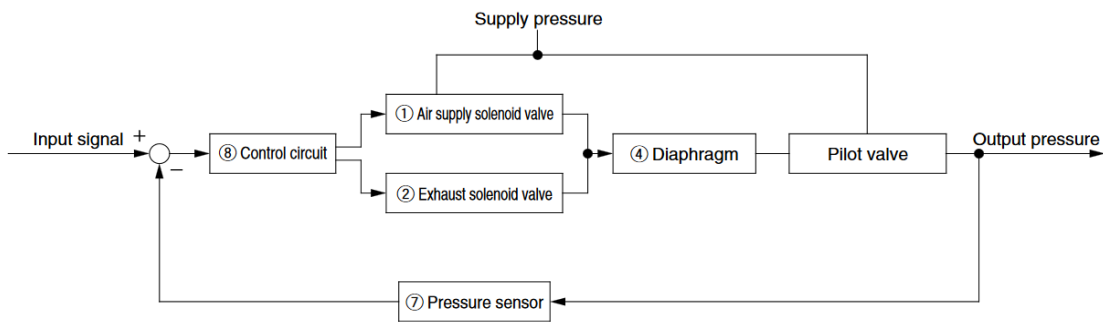 Supply pressure
① Air supply solenoid valve
Input signal +
Output pressure
⑧ Control circuit
④ Diaphragm
Pilot valve
−
② Exhaust solenoid valve
⑦ Pressure sensor